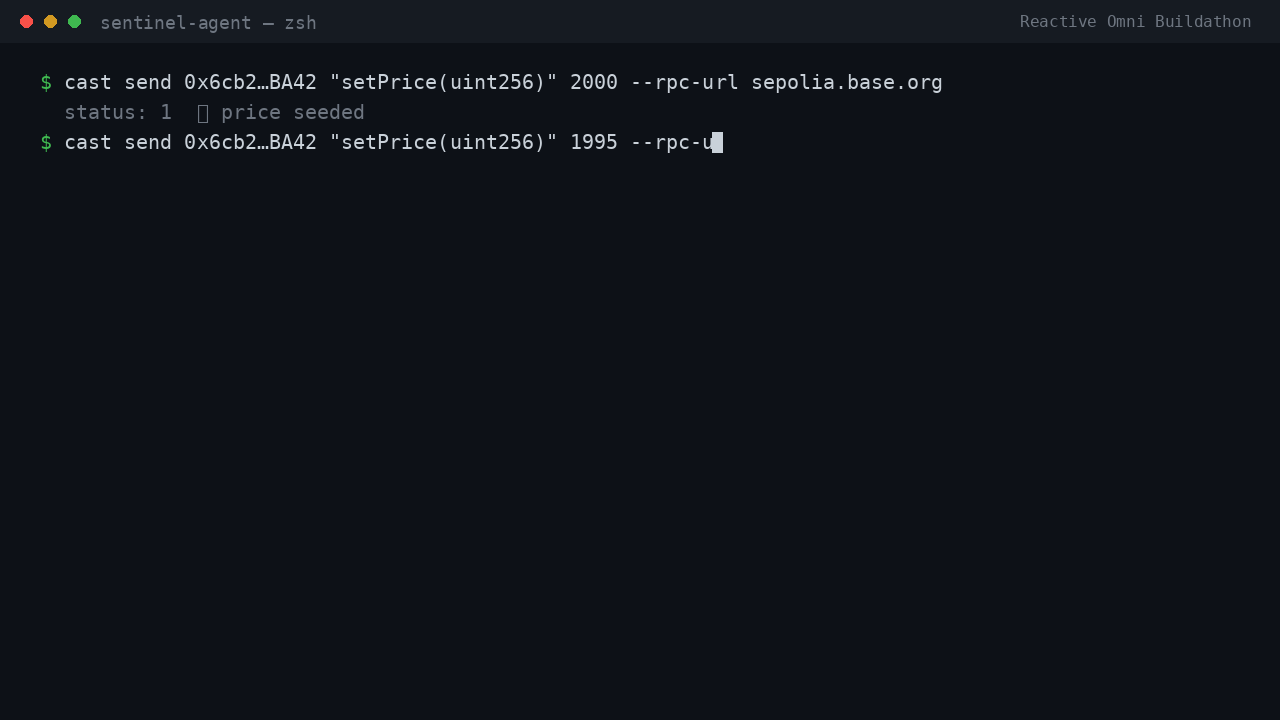 sentinel-agent — zsh
Reactive Omni Buildathon
$ cast send 0x6cb2…BA42 "setPrice(uint256)" 2000 --rpc-url sepolia.base.org
status: 1 ▯ price seeded
$ cast send 0x6cb2…BA42 "setPrice(uint256)" 1995 --rpc-u